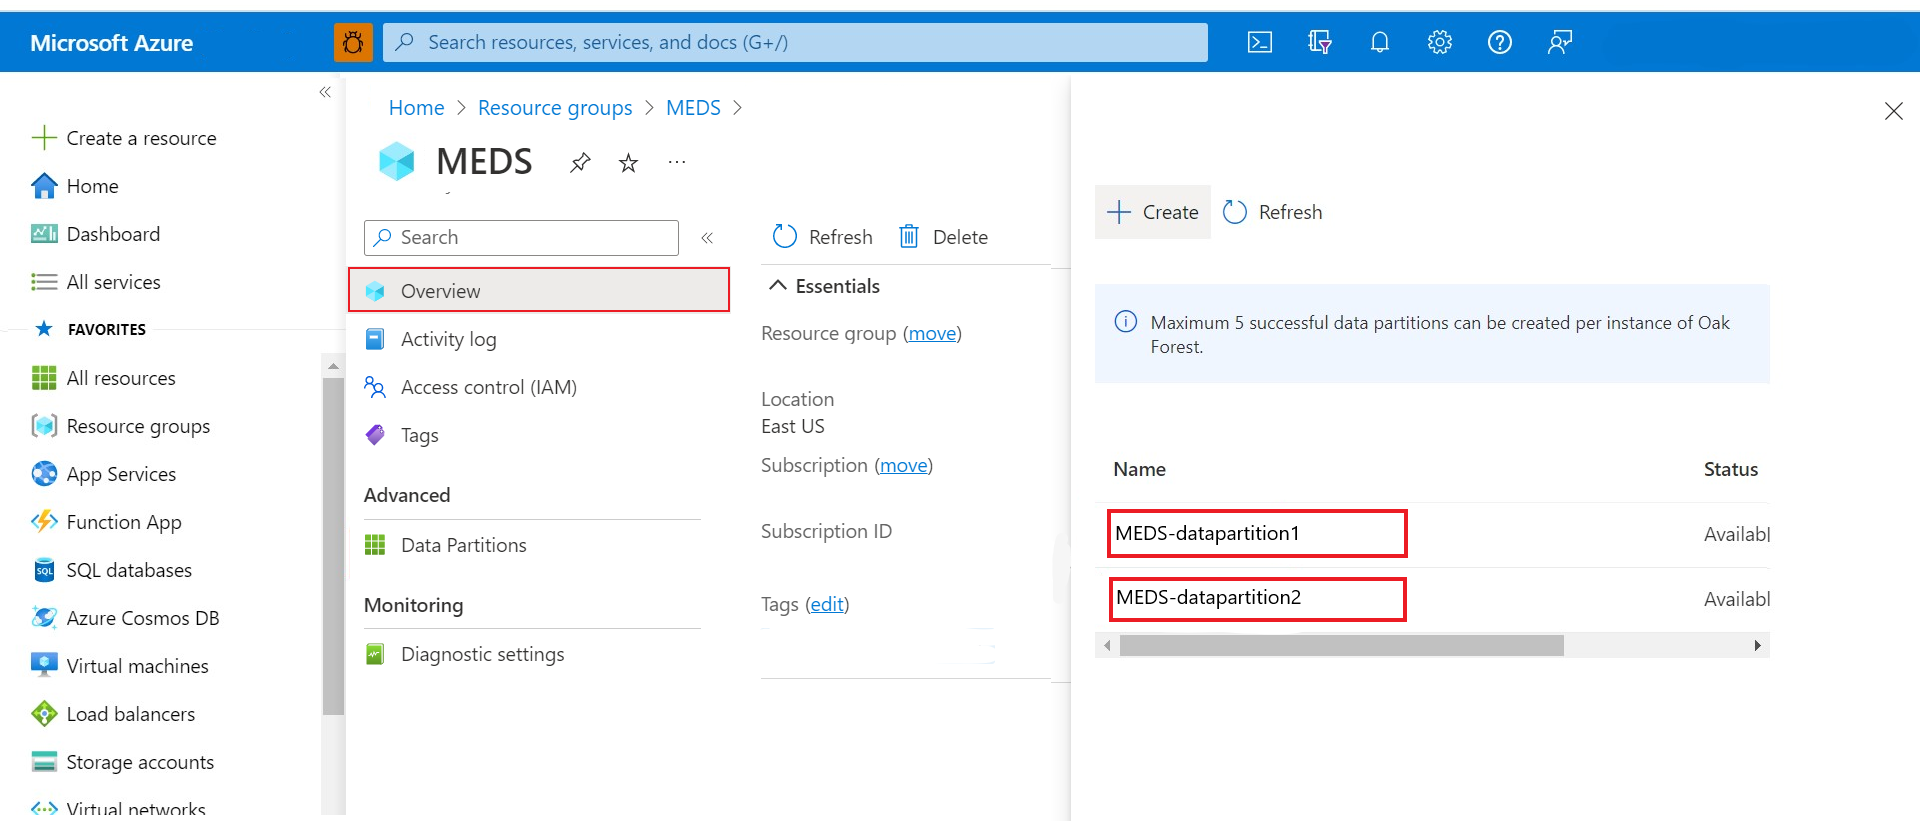 Microsoft Azure
Search resources, services, and docs (G+/)
Create a resource
Home
Dashboard
All services
FAVORITES
All resources
Resource groups
App Services
Function App
SQL databases
Azure Cosmos DB
Virtual machines
Load balancers
Storage accounts
Virtual networks
Home > Resource groups > MEDS >
MEDS
Search
Overview
Activity log
Access control (IAM)
Tags
Advanced
Data Partitions
Monitoring
Diagnostic settings
Refresh
Delete
Essentials
Resource group (move)
Location
East US
Subscription (move)
Subscription ID
Tags (edit)
Create
Refresh
Maximum 5 successful data partitions can be created per instance of Oak
Forest.
Name Status
MEDS-datapartition1 Availabl
MEDS-datapartition2 Availabl